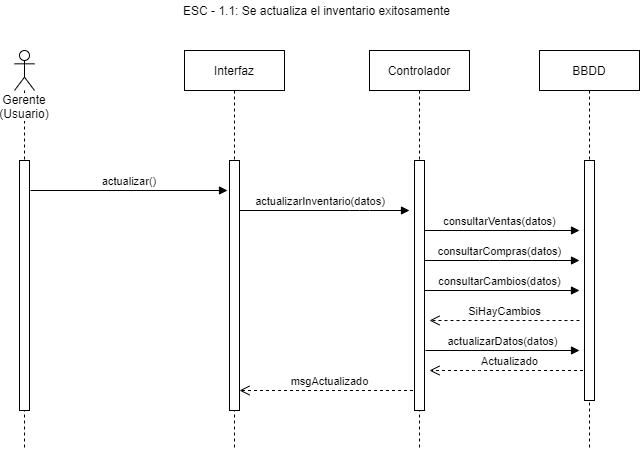 ESC - 1.1: Se actualiza el inventario exitosamente
Interfaz
Controlador
BBDD
Gerente
(Usuario)
actualizar()
actualizarInventario(datos)
consultarVentas(datos)
consultarCompras(datos)
consultarCambios(datos)
SiHayCambios
actualizarDatos(datos)
Actualizado
msgActualizado